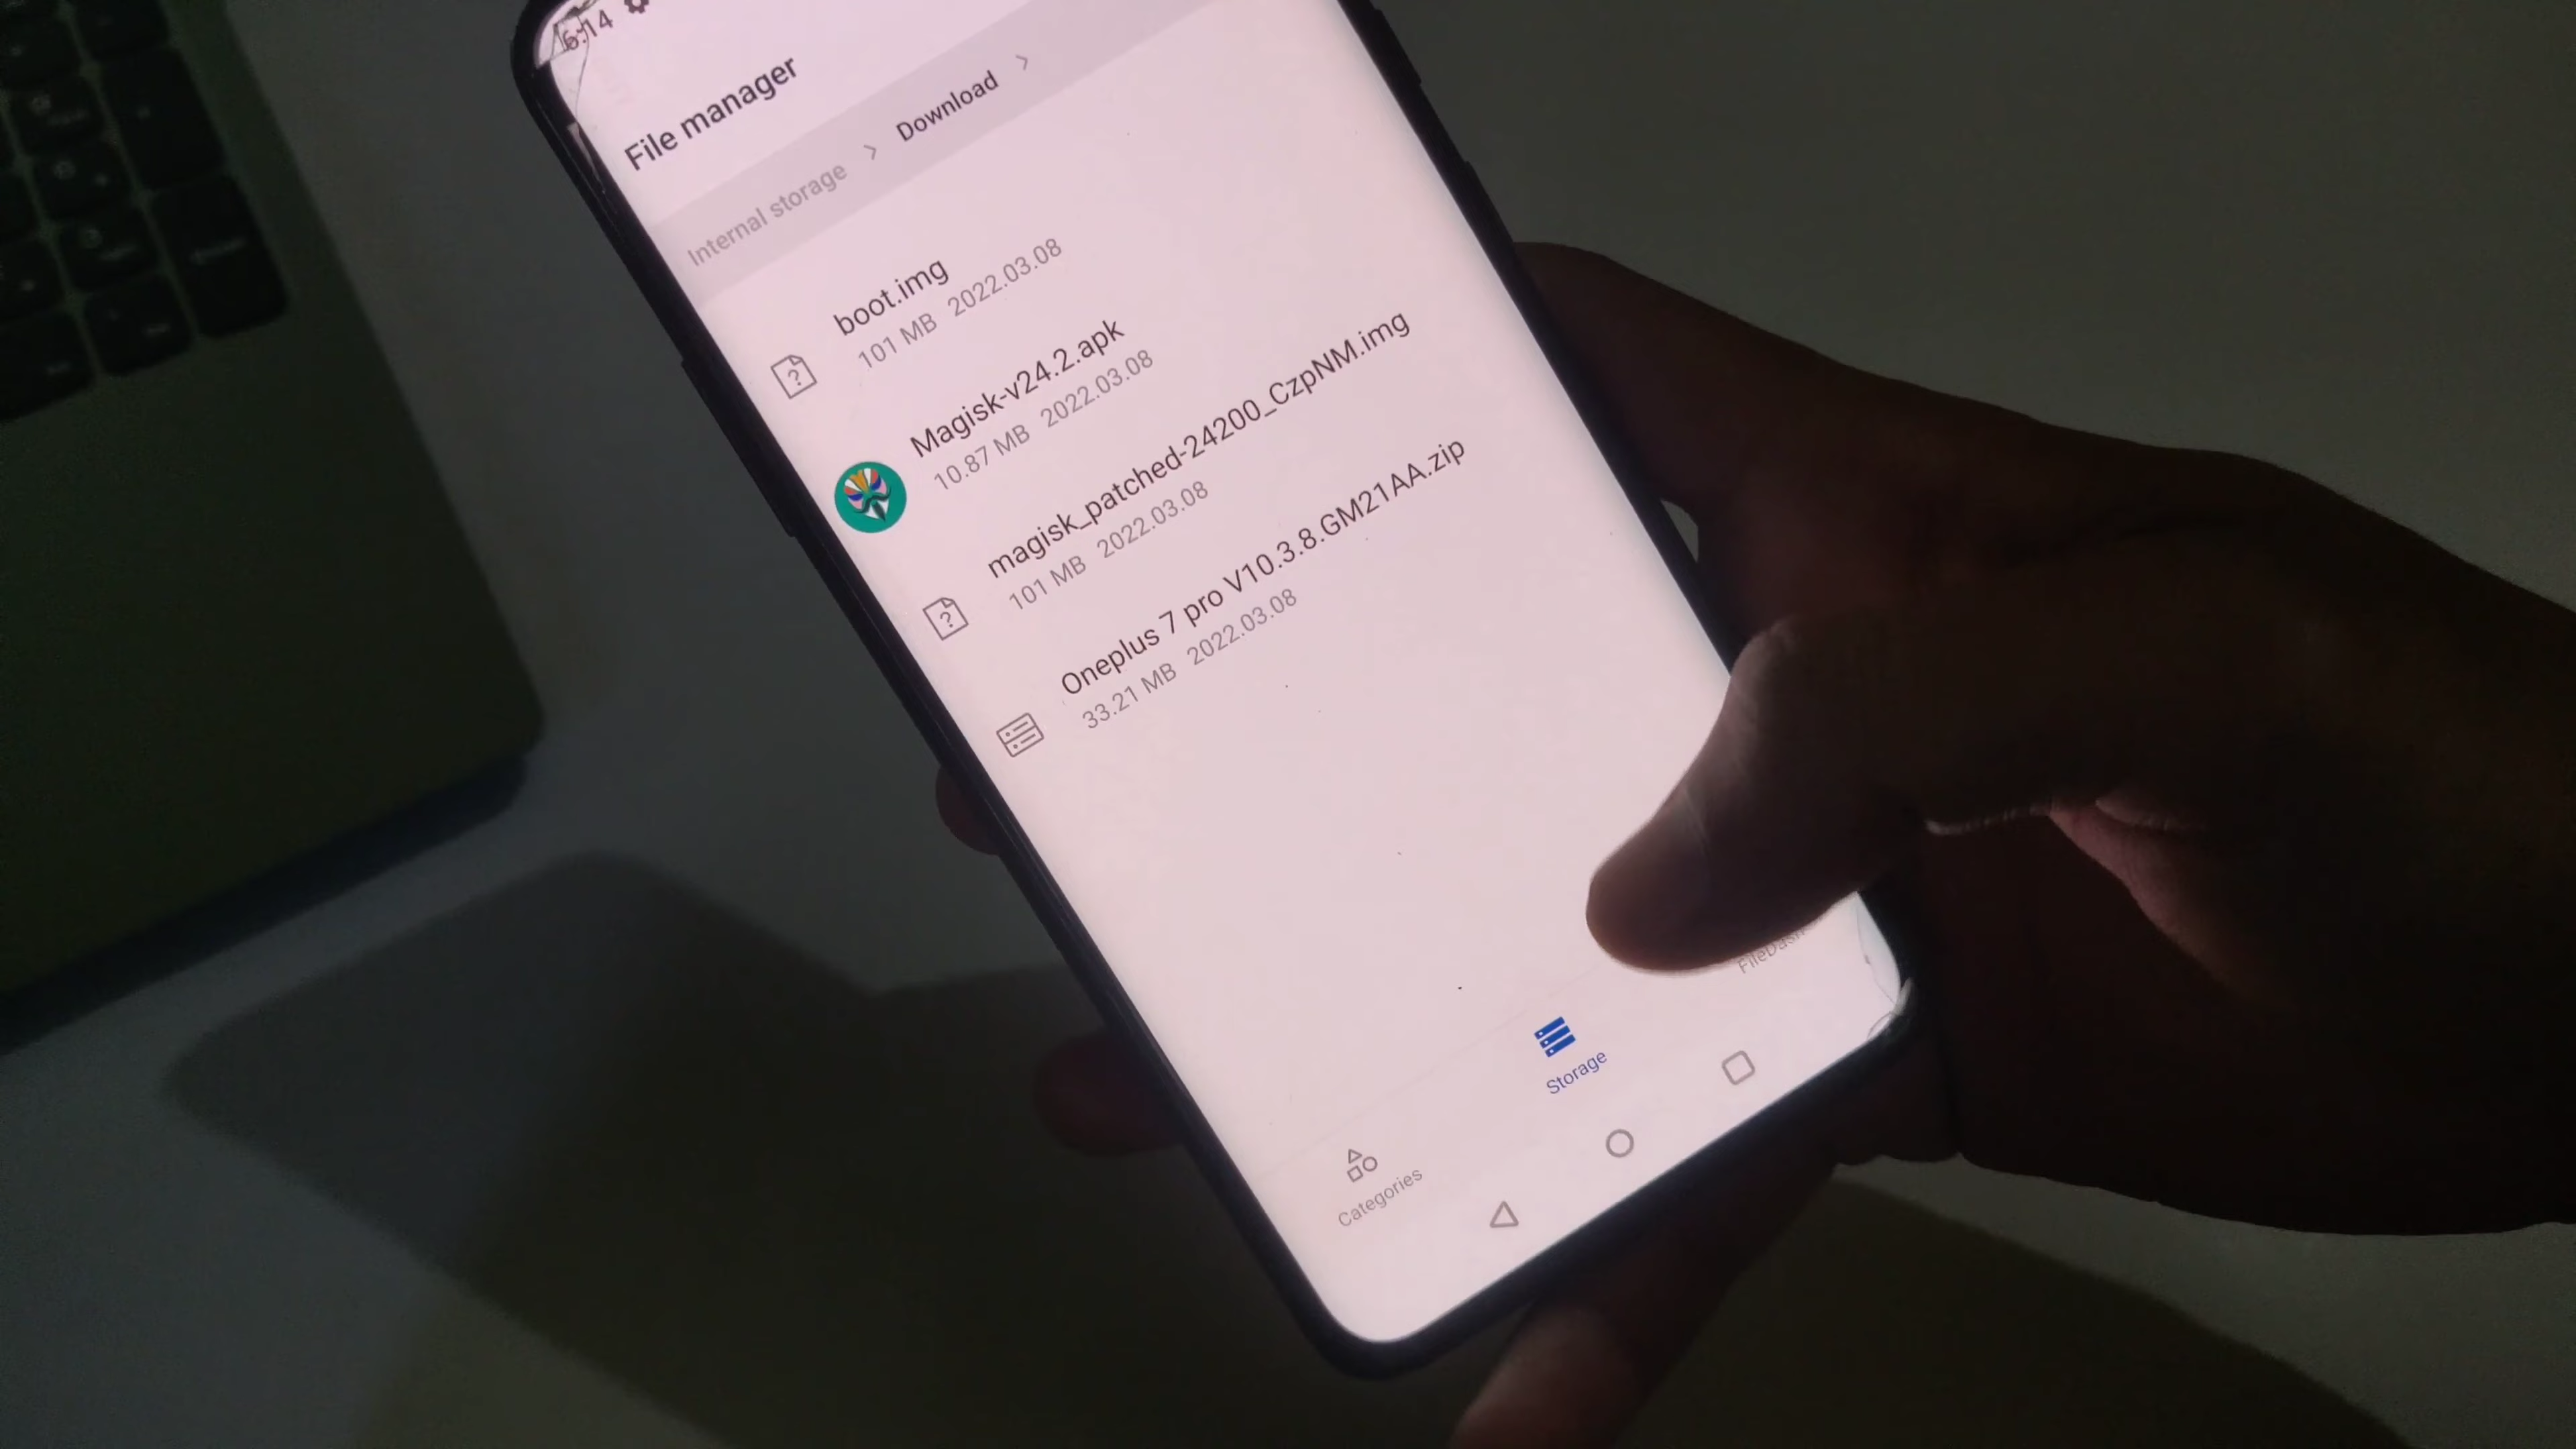 6:14
File manager
Internal storage > Download >
boot.img
101 MB 2022.03.08
Magisk-v24.2.apk
10.87 MB 2022.03.08
magisk_patched-24200_CzpNM.img
101 MB 2022.03.08
Oneplus 7 pro V10.3.8.GM21AA.zip
33.21 MB 2022.03.08
Categories
Storage
FileDash